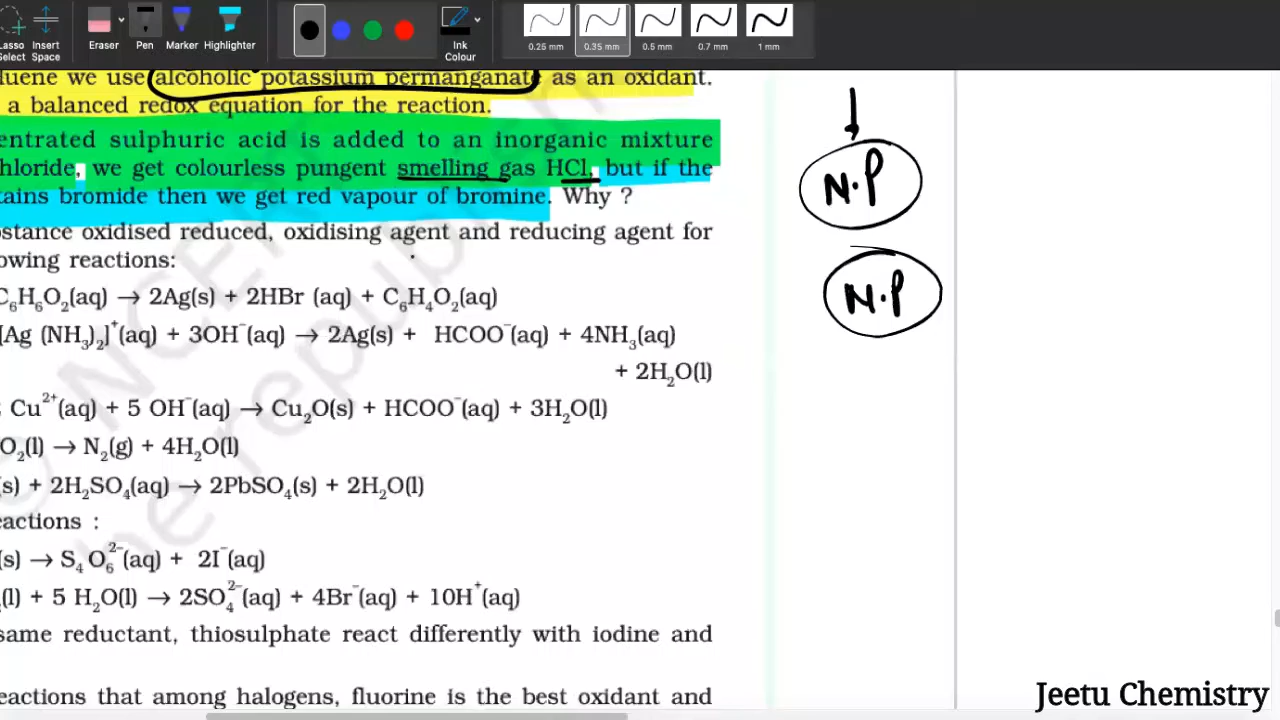 Lasso Select
Insert Space
Eraser
Pen
Marker
Highlighter
Ink Colour
0.25 mm
0.35 mm
0.5 mm
0.7 mm
1 mm
luene we use alcoholic potassium permanganate as an oxidant.
a balanced redox equation for the reaction.
entrated sulphuric acid is added to an inorganic mixture
hloride, we get colourless pungent smelling gas HCl, but if the
tains bromide then we get red vapour of bromine. Why ?
bstance oxidised reduced, oxidising agent and reducing agent for
owing reactions:
C₆H₆O₂(aq) → 2Ag(s) + 2HBr (aq) + C₆H₄O₂(aq)
[Ag (NH₃)₂]⁺(aq) + 3OH⁻(aq) → 2Ag(s) + HCOO⁻(aq) + 4NH₃(aq)
+ 2H₂O(l)
Cu²⁺(aq) + 5 OH⁻(aq) → Cu₂O(s) + HCOO⁻(aq) + 3H₂O(l)
O₂(l) → N₂(g) + 4H₂O(l)
(s) + 2H₂SO₄(aq) → 2PbSO₄(s) + 2H₂O(l)
eactions :
(s) → S₄O₆²⁻(aq) + 2I⁻(aq)
(l) + 5 H₂O(l) → 2SO₄²⁻(aq) + 4Br⁻(aq) + 10H⁺(aq)
same reductant, thiosulphate react differently with iodine and
eactions that among halogens, fluorine is the best oxidant and
N.P
N.P
© NCERT
be republish
Jeetu Chemistry